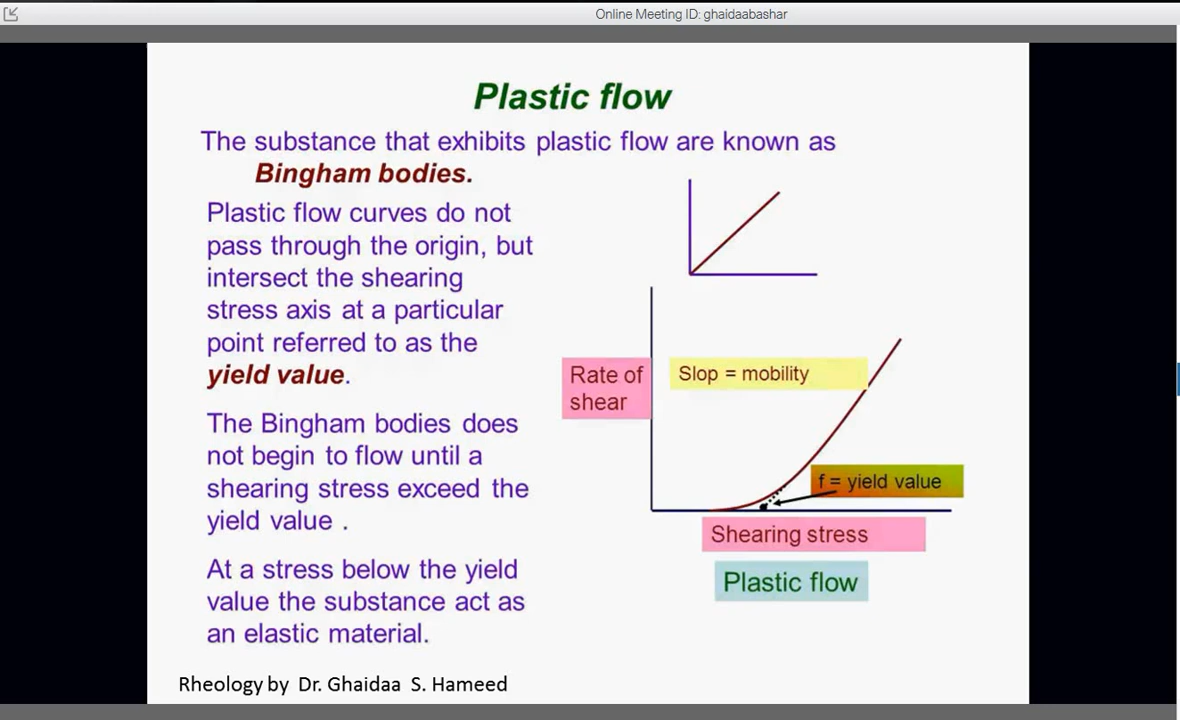 Online Meeting ID: ghaidaabashar
Plastic flow
The substance that exhibits plastic flow are known as
Bingham bodies.
Plastic flow curves do not
pass through the origin, but
intersect the shearing
stress axis at a particular
point referred to as the
yield value.
The Bingham bodies does
not begin to flow until a
shearing stress exceed the
yield value .
At a stress below the yield
value the substance act as
an elastic material.
Rate of
shear
Slop = mobility
f = yield value
Shearing stress
Plastic flow
Rheology by Dr. Ghaidaa S. Hameed